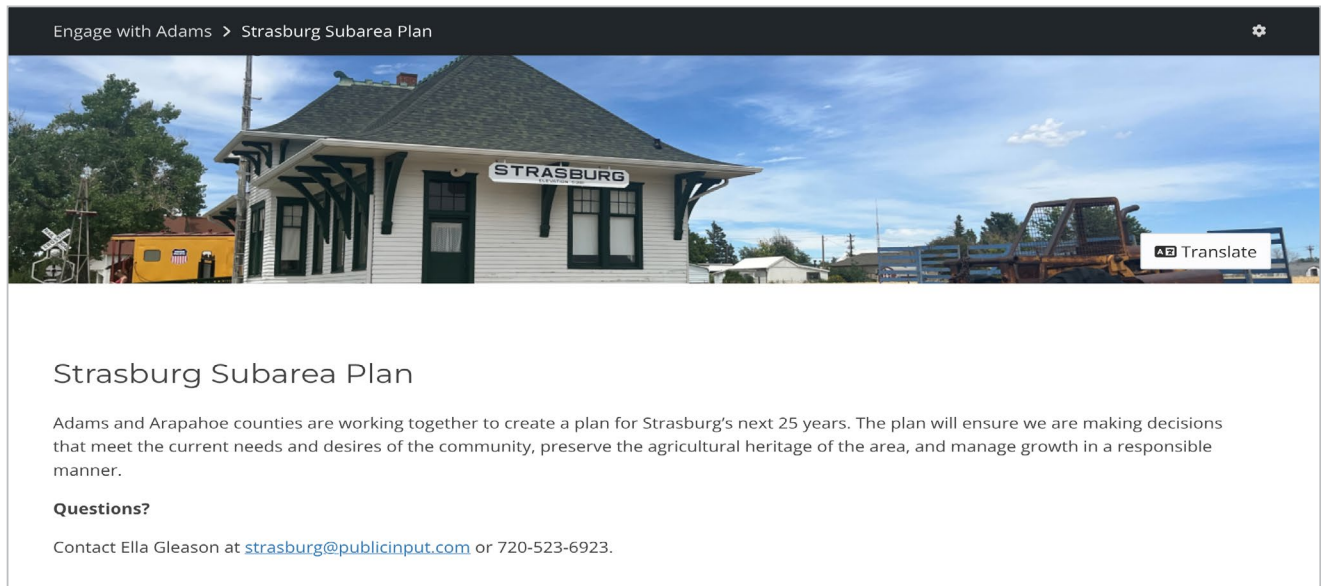 Engage with Adams > Strasburg Subarea Plan
STRASBURG
Translate
Strasburg Subarea Plan
Adams and Arapahoe counties are working together to create a plan for Strasburg’s next 25 years. The plan will ensure we are making decisions
that meet the current needs and desires of the community, preserve the agricultural heritage of the area, and manage growth in a responsible
manner.
Questions?
Contact Ella Gleason at strasburg@publicinput.com or 720-523-6923.